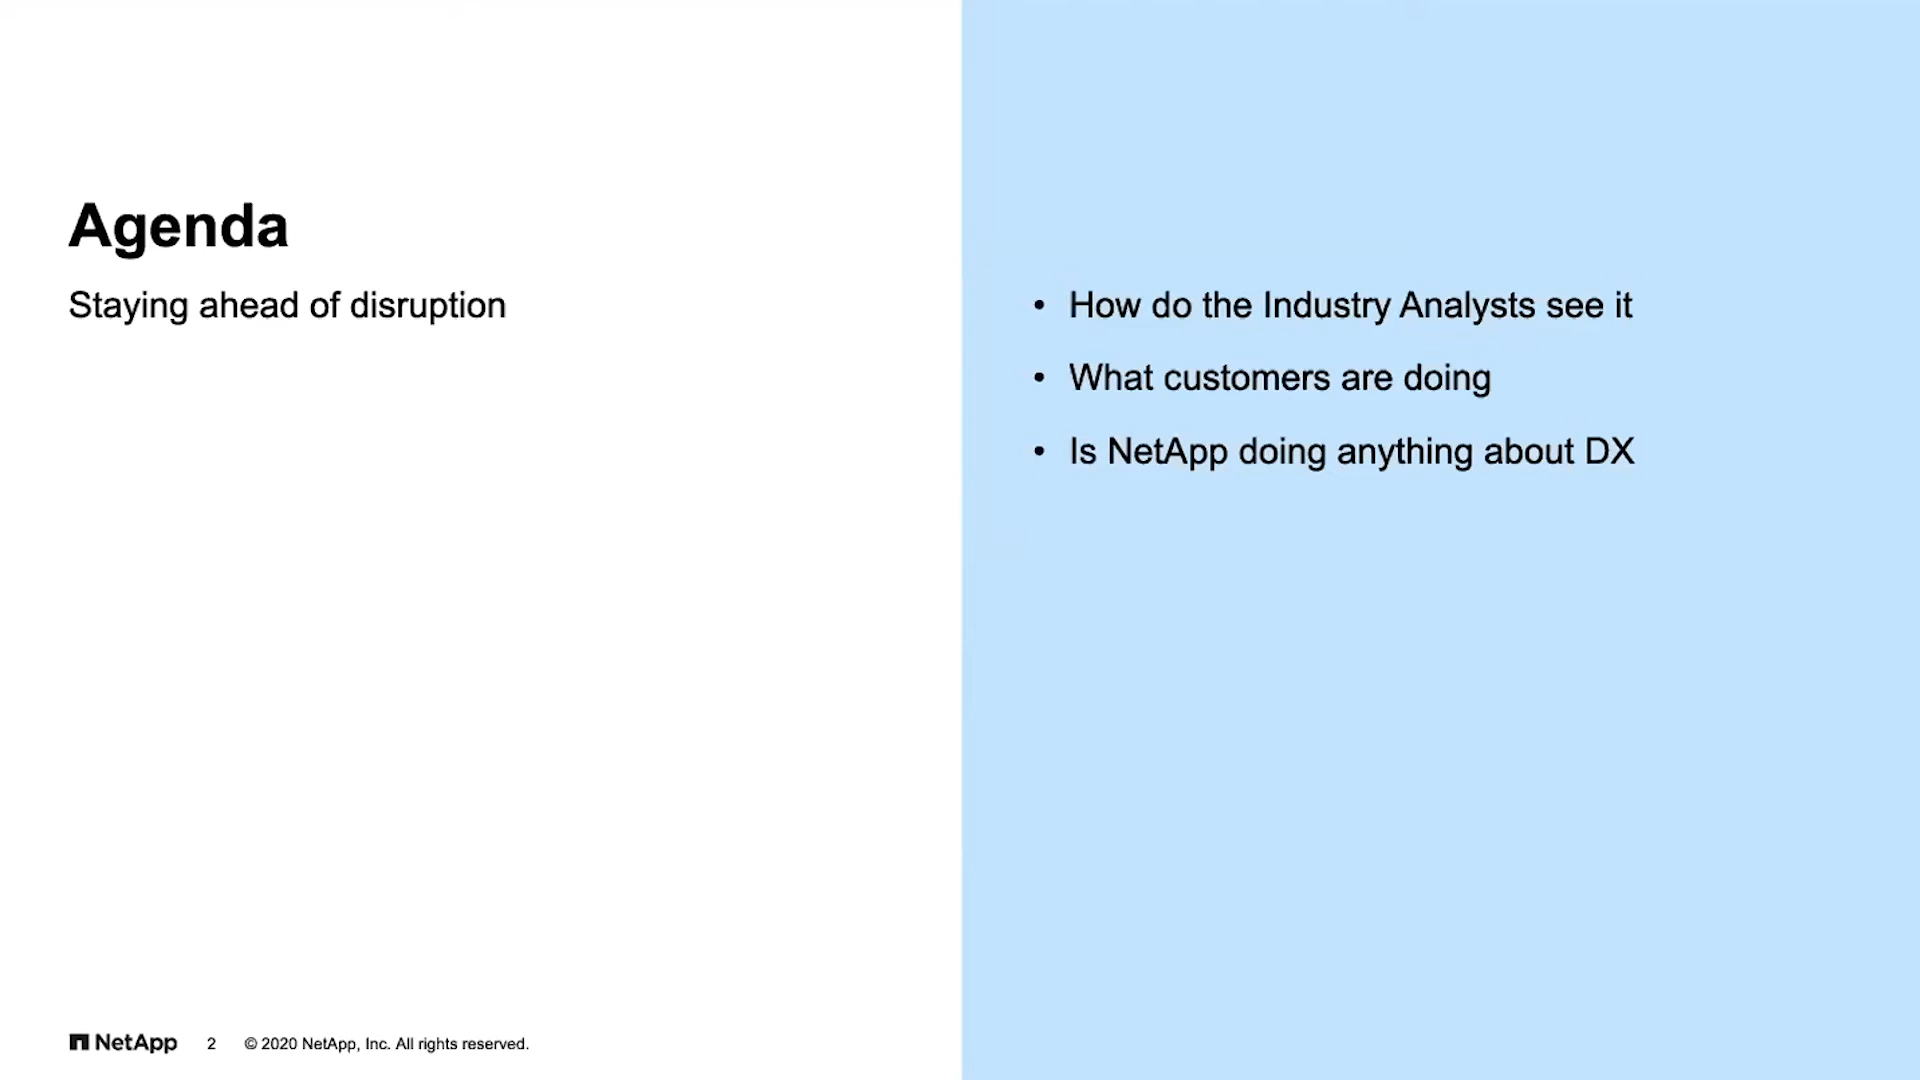 Agenda
Staying ahead of disruption
• How do the Industry Analysts see it
• What customers are doing
• Is NetApp doing anything about DX
NetApp 2 © 2020 NetApp, Inc. All rights reserved.